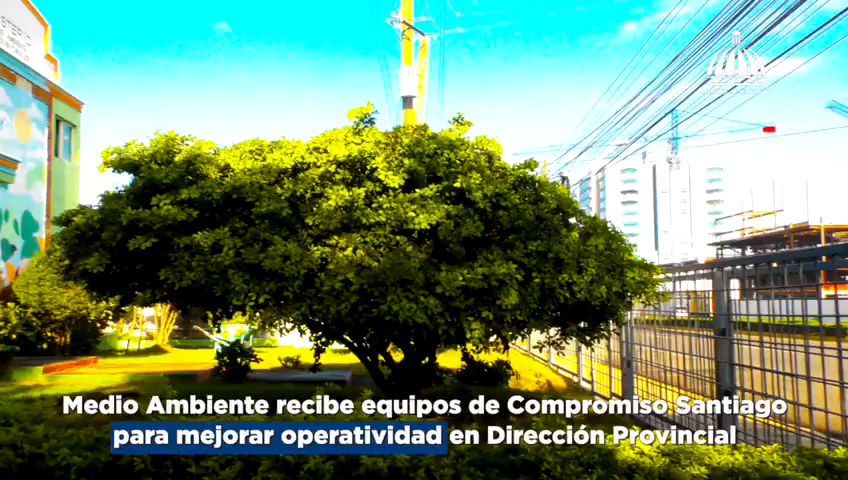 Medio Ambiente recibe equipos de Compromiso Santiago
para mejorar operatividad en Dirección Provincial